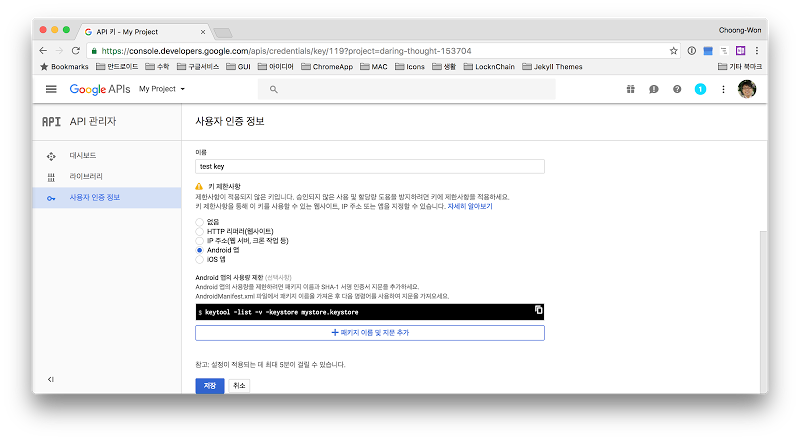 API 키 - My Project
Choong-Won
https://console.developers.google.com/apis/credentials/key/119?project=daring-thought-153704
Bookmarks 안드로이드 수학 구글서비스 GUI 아이디어 ChromeApp MAC Icons 생활 LocknChain Jekyll Themes 기타 북마크
Google APIs My Project
1
API API 관리자
사용자 인증 정보
대시보드
라이브러리
사용자 인증 정보
이름
test key
키 제한사항
제한사항이 적용되지 않은 키입니다. 승인되지 않은 사용 및 할당량 도용을 방지하려면 키에 제한사항을 적용하세요.
키 제한사항을 통해 이 키를 사용할 수 있는 웹사이트, IP 주소 또는 앱을 지정할 수 있습니다. 자세히 알아보기
없음
HTTP 리퍼러(웹사이트)
IP 주소(웹 서버, 크론 작업 등)
Android 앱
iOS 앱
Android 앱의 사용량 제한 (선택사항)
Android 앱의 사용량을 제한하려면 패키지 이름과 SHA-1 서명 인증서 지문을 추가하세요.
AndroidManifest.xml 파일에서 패키지 이름을 가져온 후 다음 명령어를 사용하여 지문을 가져오세요.
$ keytool -list -v -keystore mystore.keystore
+ 패키지 이름 및 지문 추가
참고: 설정이 적용되는 데 최대 5분이 걸릴 수 있습니다.
저장 취소